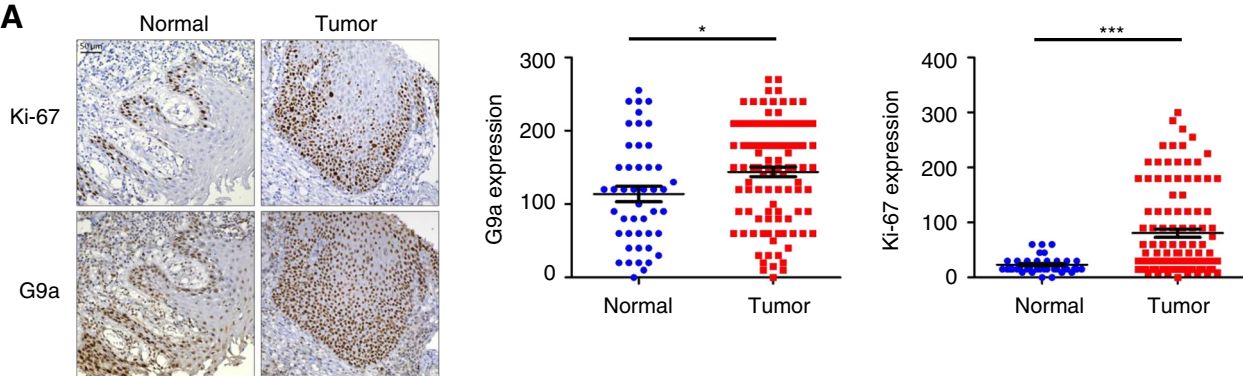 A
Normal
Tumor
Ki-67
G9a
50 µm
*
G9a expression
300
200
100
0
Normal
Tumor
***
Ki-67 expression
400
300
200
100
0
Normal
Tumor